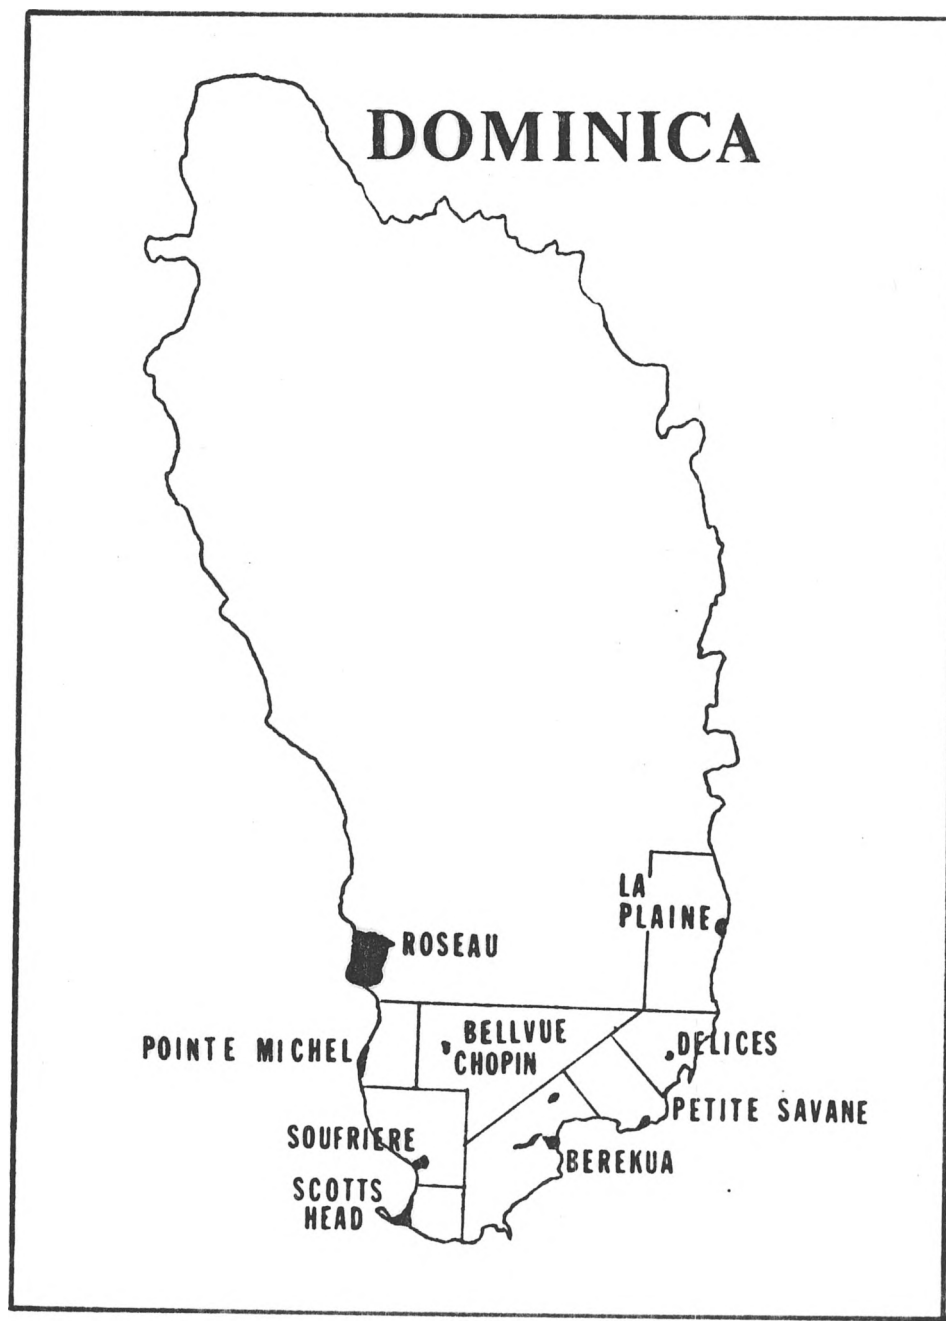 DOMINICA
LA
PLAINE
ROSEAU
BELLVUE
CHOPIN
DELICES
POINTE MICHEL
PETITE SAVANE
SOUFRIERE
BEREKUA
SCOTTS
HEAD